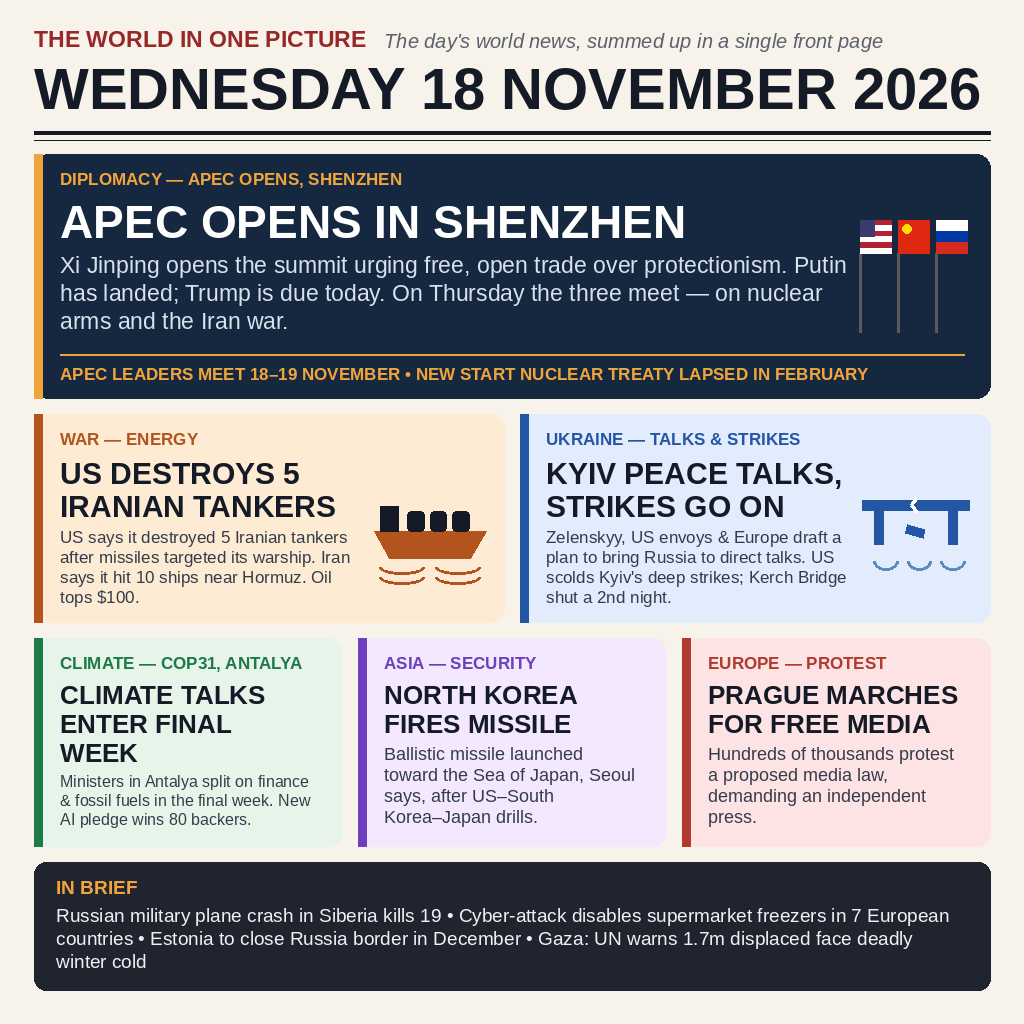 THE WORLD IN ONE PICTURE The day's world news, summed up in a single front page
WEDNESDAY 18 NOVEMBER 2026
DIPLOMACY — APEC OPENS, SHENZHEN
APEC OPENS IN SHENZHEN
Xi Jinping opens the summit urging free, open trade over protectionism. Putin
has landed; Trump is due today. On Thursday the three meet — on nuclear
arms and the Iran war.
APEC LEADERS MEET 18–19 NOVEMBER • NEW START NUCLEAR TREATY LAPSED IN FEBRUARY
WAR — ENERGY
US DESTROYS 5
IRANIAN TANKERS
US says it destroyed 5 Iranian tankers
after missiles targeted its warship. Iran
says it hit 10 ships near Hormuz. Oil
tops $100.
UKRAINE — TALKS & STRIKES
KYIV PEACE TALKS,
STRIKES GO ON
Zelenskyy, US envoys & Europe draft a
plan to bring Russia to direct talks. US
scolds Kyiv's deep strikes; Kerch Bridge
shut a 2nd night.
CLIMATE — COP31, ANTALYA
CLIMATE TALKS
ENTER FINAL
WEEK
Ministers in Antalya split on finance
& fossil fuels in the final week. New
AI pledge wins 80 backers.
ASIA — SECURITY
NORTH KOREA
FIRES MISSILE
Ballistic missile launched
toward the Sea of Japan, Seoul
says, after US–South
Korea–Japan drills.
EUROPE — PROTEST
PRAGUE MARCHES
FOR FREE MEDIA
Hundreds of thousands protest
a proposed media law,
demanding an independent
press.
IN BRIEF
Russian military plane crash in Siberia kills 19 • Cyber-attack disables supermarket freezers in 7 European
countries • Estonia to close Russia border in December • Gaza: UN warns 1.7m displaced face deadly
winter cold